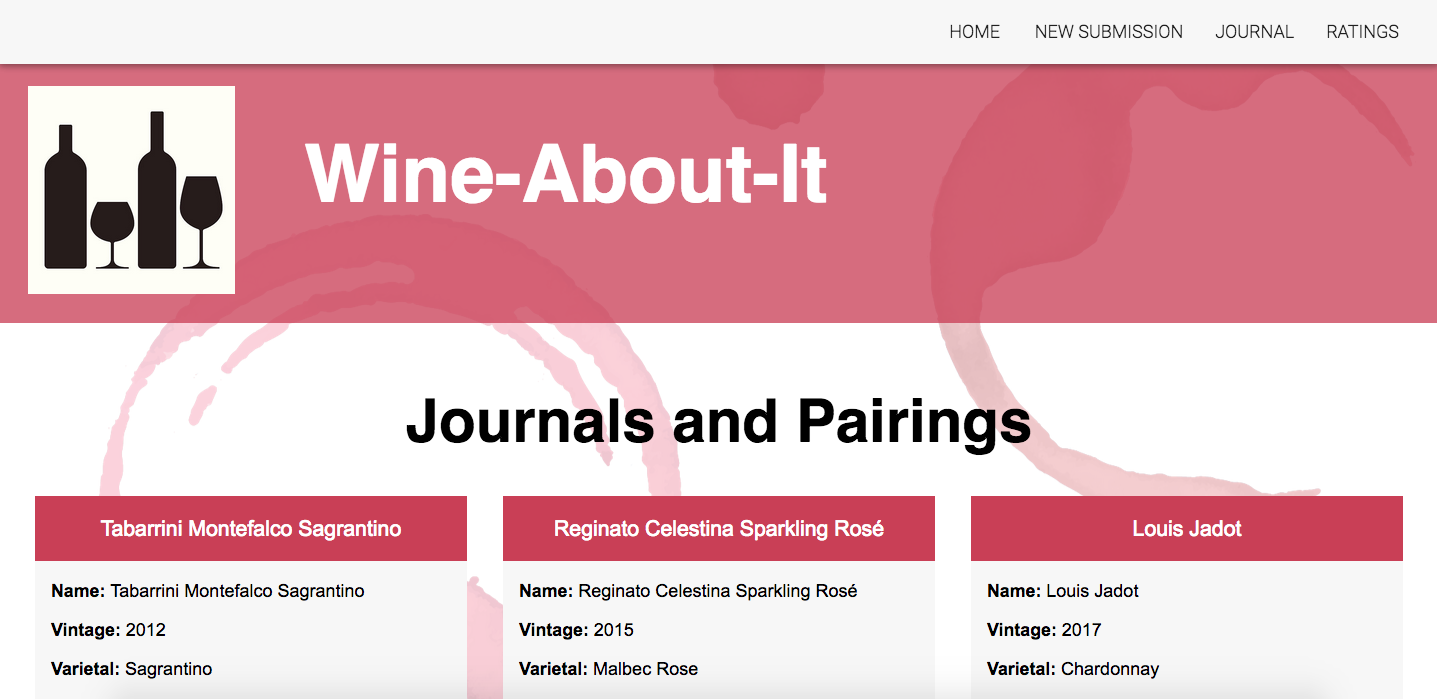 HOME NEW SUBMISSION JOURNAL RATINGS
Wine-About-It
Journals and Pairings
Tabarrini Montefalco Sagrantino
Name: Tabarrini Montefalco Sagrantino
Vintage: 2012
Varietal: Sagrantino
Reginato Celestina Sparkling Rosé
Name: Reginato Celestina Sparkling Rosé
Vintage: 2015
Varietal: Malbec Rose
Louis Jadot
Name: Louis Jadot
Vintage: 2017
Varietal: Chardonnay